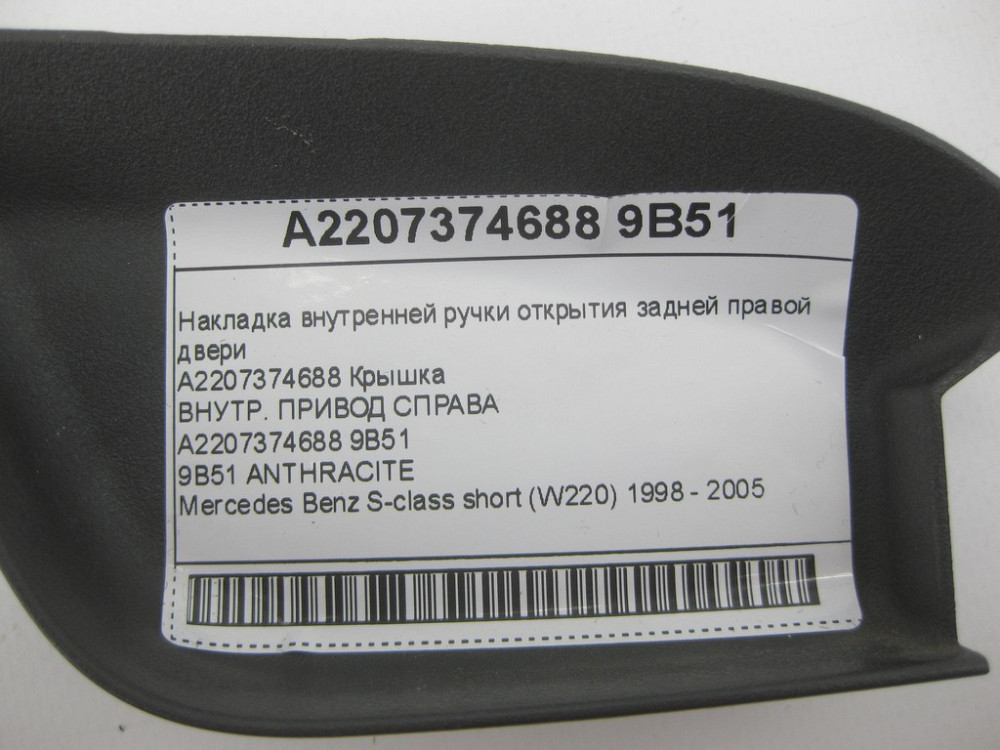 A2207374688 9B51
Накладка внутренней ручки открытия задней правой
двери
A2207374688 Крышка
ВНУТР. ПРИВОД СПРАВА
A2207374688 9B51
9B51 ANTHRACITE
Mercedes Benz S-class short (W220) 1998 - 2005